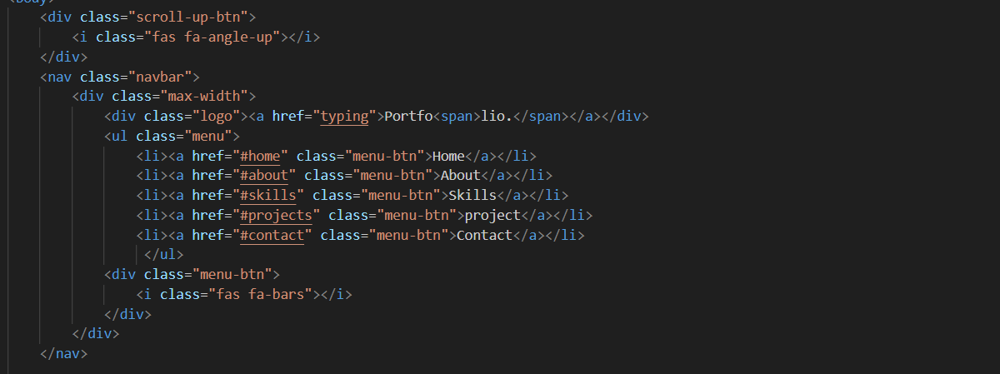 <body>
<div class="scroll-up-btn">
<i class="fas fa-angle-up"></i>
</div>
<nav class="navbar">
<div class="max-width">
<div class="logo"><a href="typing">Portfo<span>lio.</span></a></div>
<ul class="menu">
<li><a href="#home" class="menu-btn">Home</a></li>
<li><a href="#about" class="menu-btn">About</a></li>
<li><a href="#skills" class="menu-btn">Skills</a></li>
<li><a href="#projects" class="menu-btn">project</a></li>
<li><a href="#contact" class="menu-btn">Contact</a></li>
</ul>
<div class="menu-btn">
<i class="fas fa-bars"></i>
</div>
</div>
</nav>